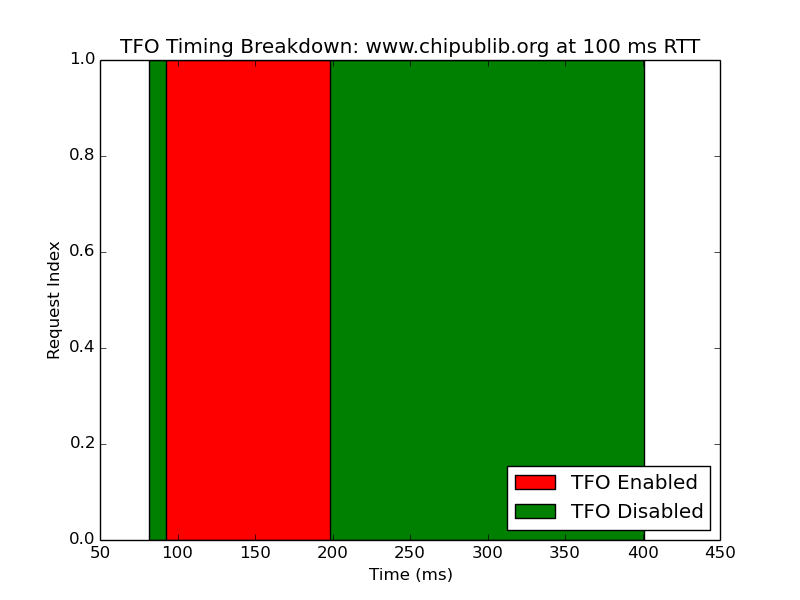 TFO Timing Breakdown: www.chipublib.org at 100 ms RTT
1.0
0.8
0.6
0.4
0.2
0.0
Request Index
50 100 150 200 250 300 350 400 450
Time (ms)
TFO Enabled
TFO Disabled